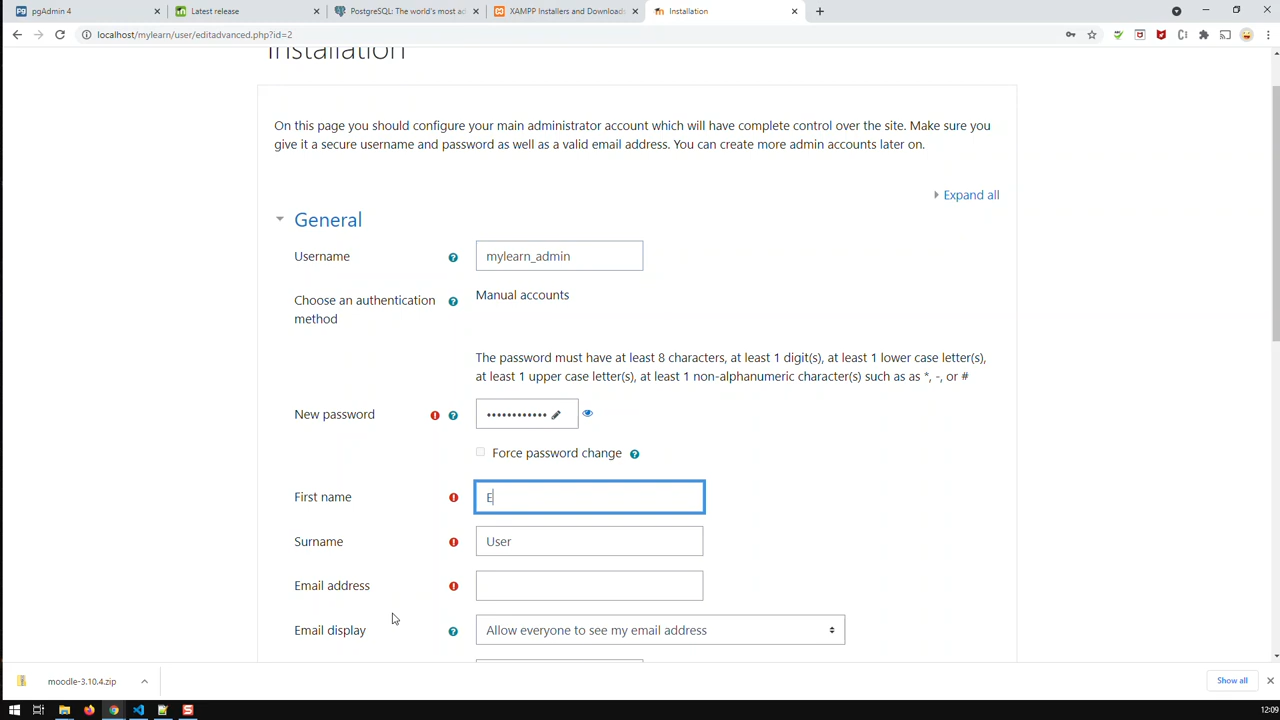 pgAdmin 4
Latest release
PostgreSQL: The world's most ad
XAMPP Installers and Downloads
Installation
localhost/mylearn/user/editadvanced.php?id=2
Installation
On this page you should configure your main administrator account which will have complete control over the site. Make sure you
give it a secure username and password as well as a valid email address. You can create more admin accounts later on.
Expand all
General
Username
mylearn_admin
Choose an authentication
method
Manual accounts
The password must have at least 8 characters, at least 1 digit(s), at least 1 lower case letter(s),
at least 1 upper case letter(s), at least 1 non-alphanumeric character(s) such as as *, -, or #
New password
••••••••••••
Force password change
First name
E
Surname
User
Email address
Email display
Allow everyone to see my email address
moodle-3.10.4.zip
Show all
12:09